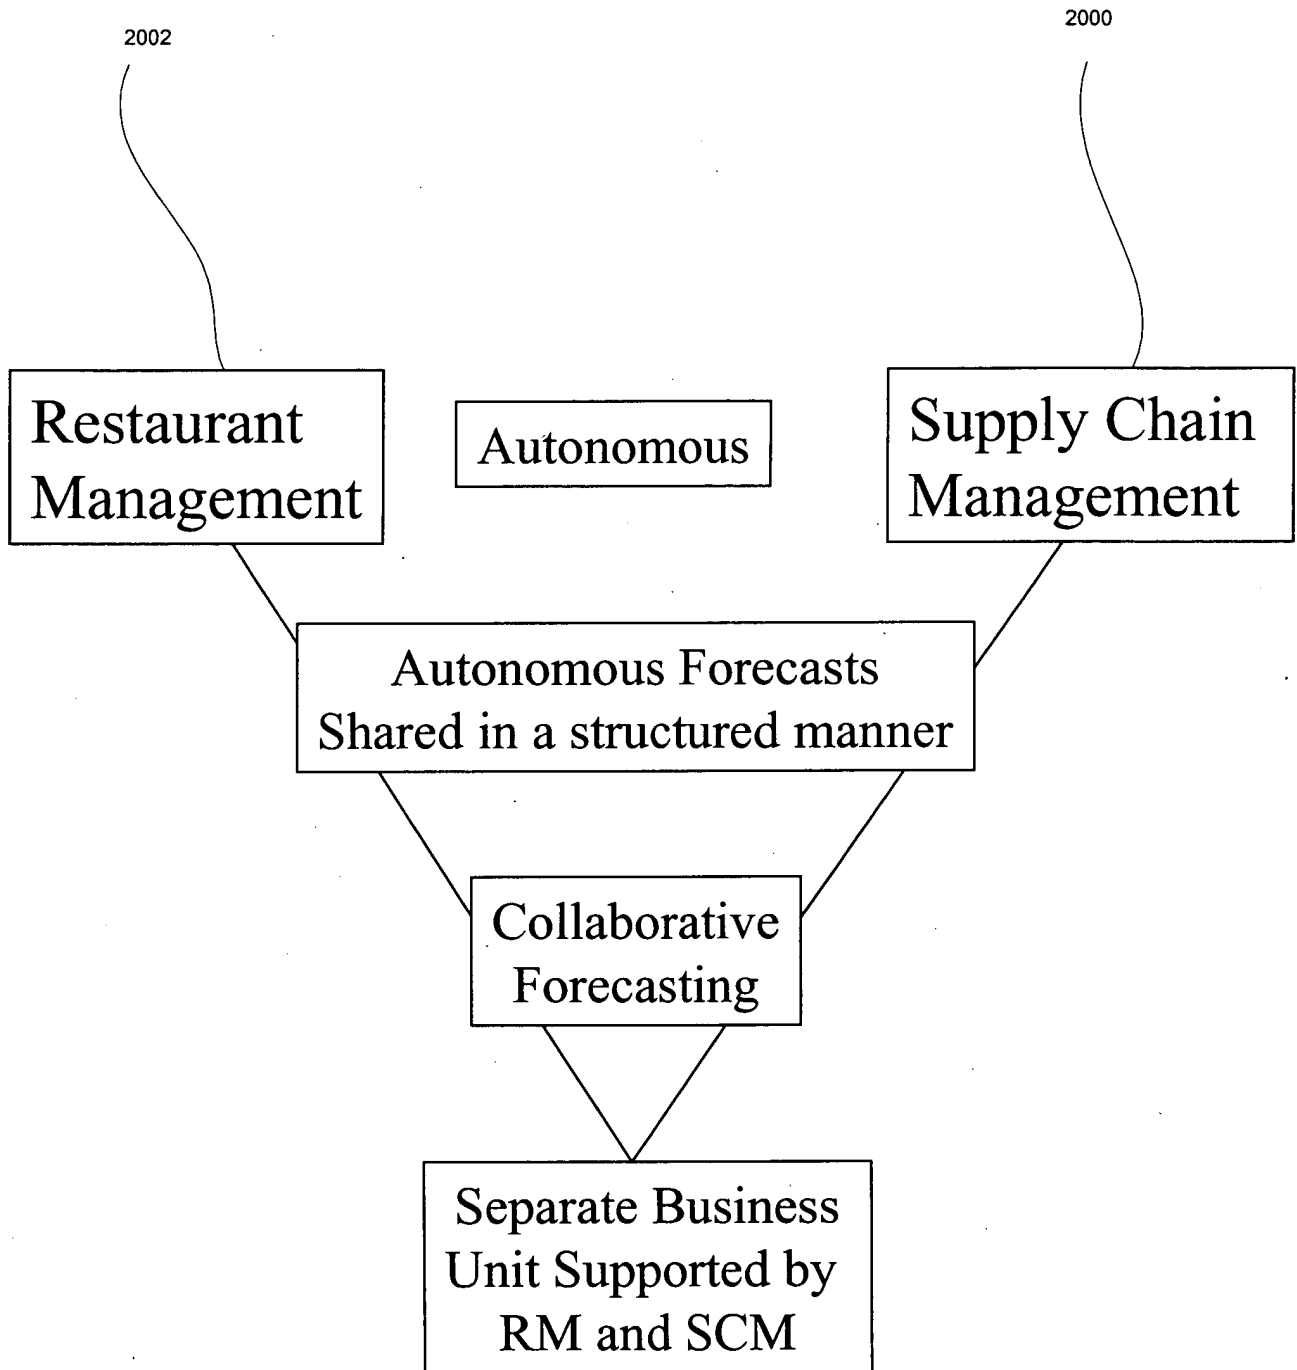 2002
2000
Restaurant
Management
Autonomous
Supply Chain
Management
Autonomous Forecasts
Shared in a structured manner
Collaborative
Forecasting
Separate Business
Unit Supported by
RM and SCM